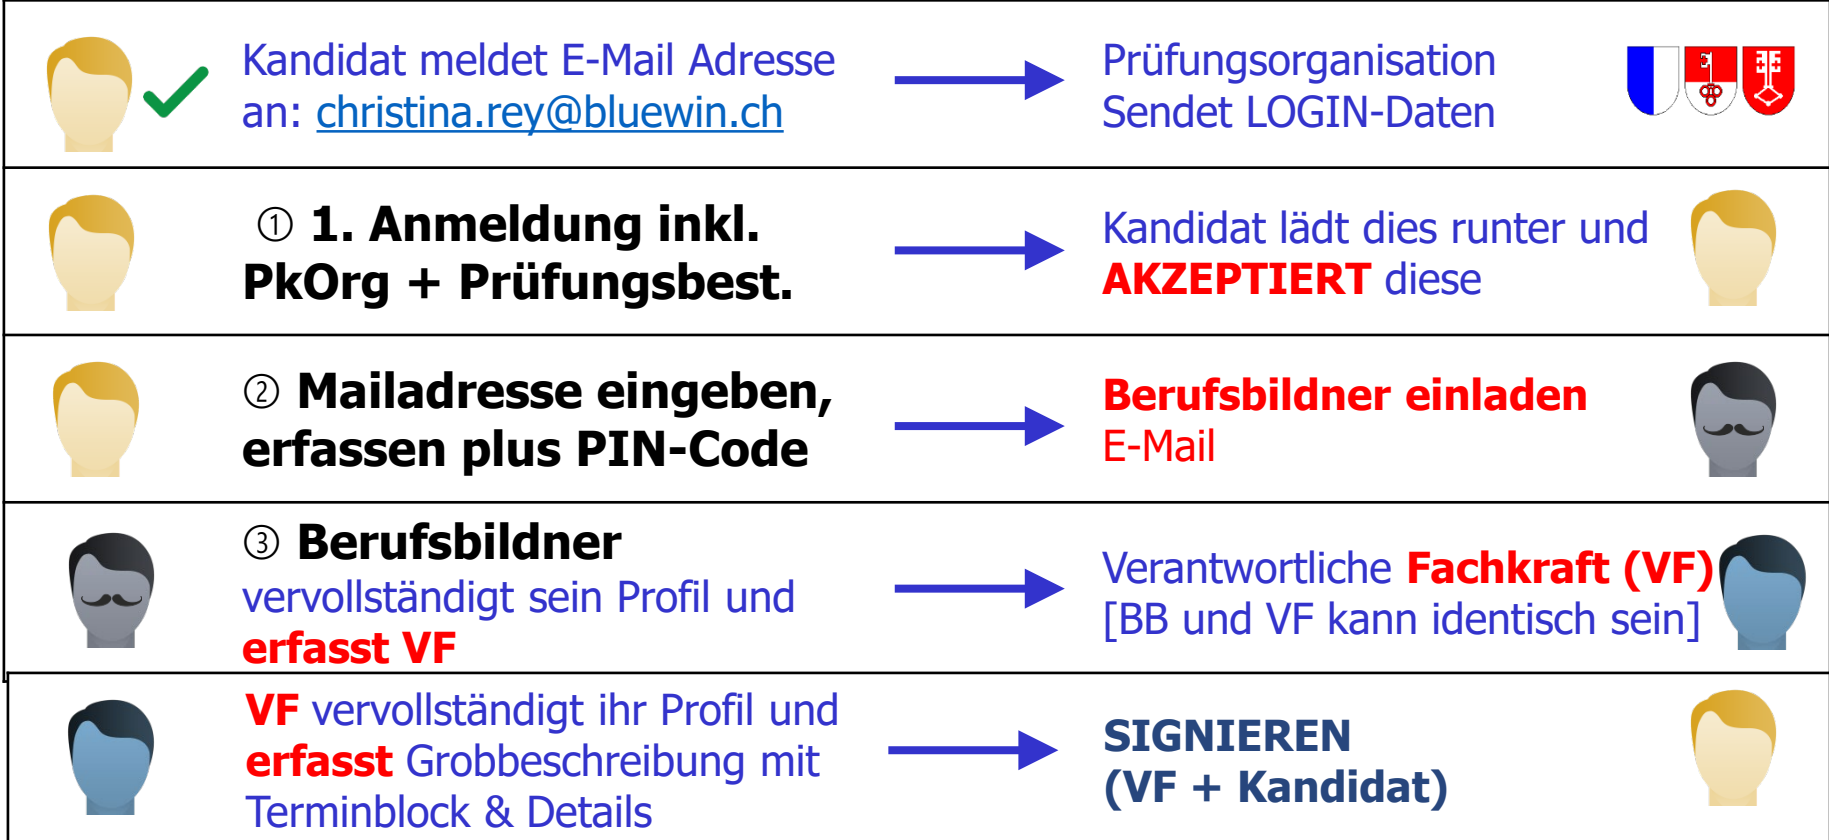 Kandidat meldet E-Mail Adresse
an: christina.rey@bluewin.ch
Prüfungsorganisation
Sendet LOGIN-Daten
① 1. Anmeldung inkl.
PkOrg + Prüfungsbest.
Kandidat lädt dies runter und
AKZEPTIERT diese
② Mailadresse eingeben,
erfassen plus PIN-Code
Berufsbildner einladen
E-Mail
③ Berufsbildner
vervollständigt sein Profil und
erfasst VF
Verantwortliche Fachkraft (VF)
[BB und VF kann identisch sein]
VF vervollständigt ihr Profil und
erfasst Grobbeschreibung mit
Terminblock & Details
SIGNIEREN
(VF + Kandidat)